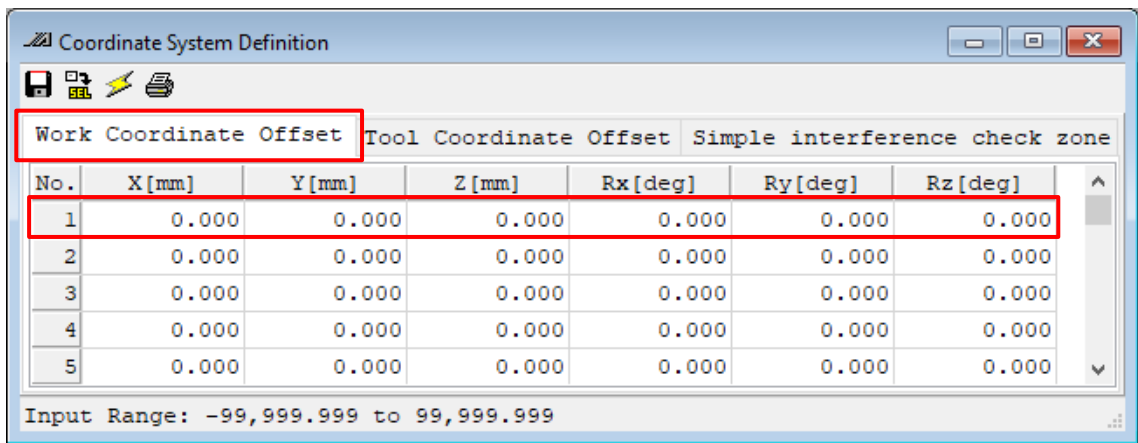 Coordinate System Definition
SEL
Work Coordinate Offset Tool Coordinate Offset Simple interference check zone
No. X[mm] Y[mm] Z[mm] Rx[deg] Ry[deg] Rz[deg]
1 0.000 0.000 0.000 0.000 0.000 0.000
2 0.000 0.000 0.000 0.000 0.000 0.000
3 0.000 0.000 0.000 0.000 0.000 0.000
4 0.000 0.000 0.000 0.000 0.000 0.000
5 0.000 0.000 0.000 0.000 0.000 0.000
Input Range: -99,999.999 to 99,999.999